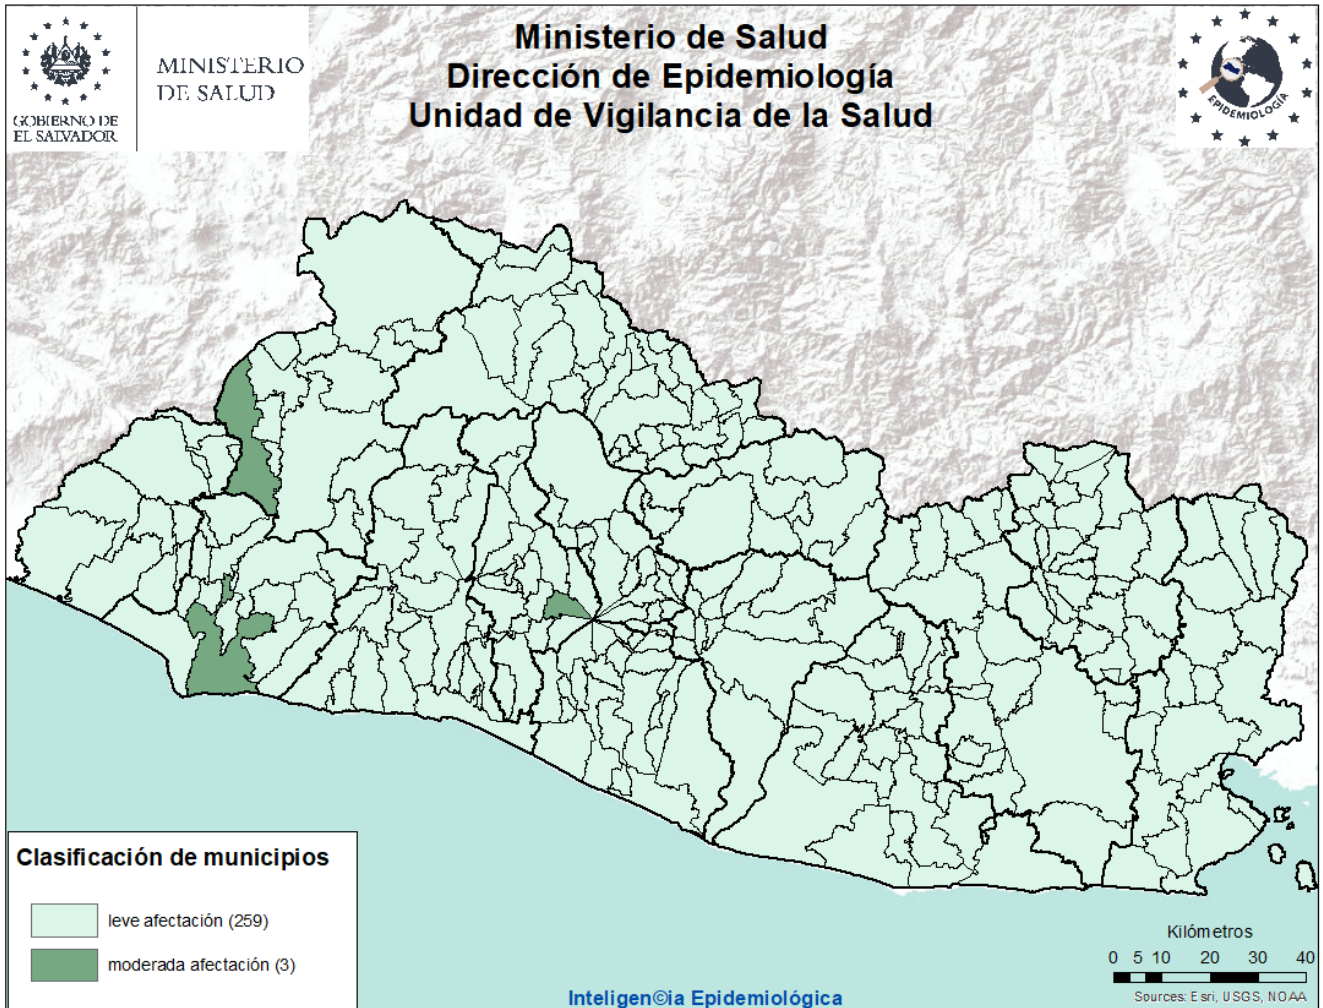 Ministerio de Salud
Dirección de Epidemiología
Unidad de Vigilancia de la Salud
MINISTERIO
DE SALUD
GOBIERNO DE
EL SALVADOR
EPIDEMIOLOGÍA
Clasificación de municipios
leve afectación (259)
moderada afectación (3)
Kilómetros
0 5 10 20 30 40
Sources: Esri, USGS, NOAA
Inteligen©ia Epidemiológica